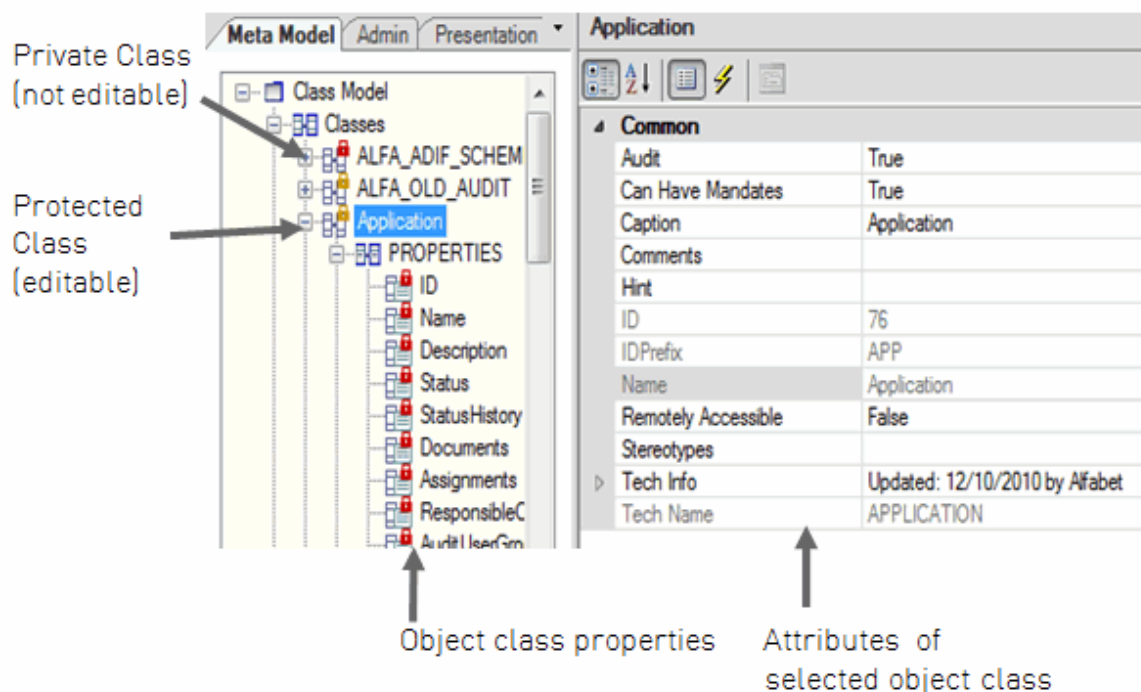 Private Class
(not editable)
Protected
Class
(editable)
Meta Model Admin Presentation
Class Model
Classes
ALFA_ADIF_SCHEM
ALFA_OLD_AUDIT
Application
PROPERTIES
ID
Name
Description
Status
StatusHistory
Documents
Assignments
ResponsibleC
AuditUserGro
Application
Common
Audit True
Can Have Mandates True
Caption Application
Comments
Hint
ID 76
IDPrefix APP
Name Application
Remotely Accessible False
Stereotypes
Tech Info Updated: 12/10/2010 by Alfabet
Tech Name APPLICATION
Object class properties
Attributes of
selected object class